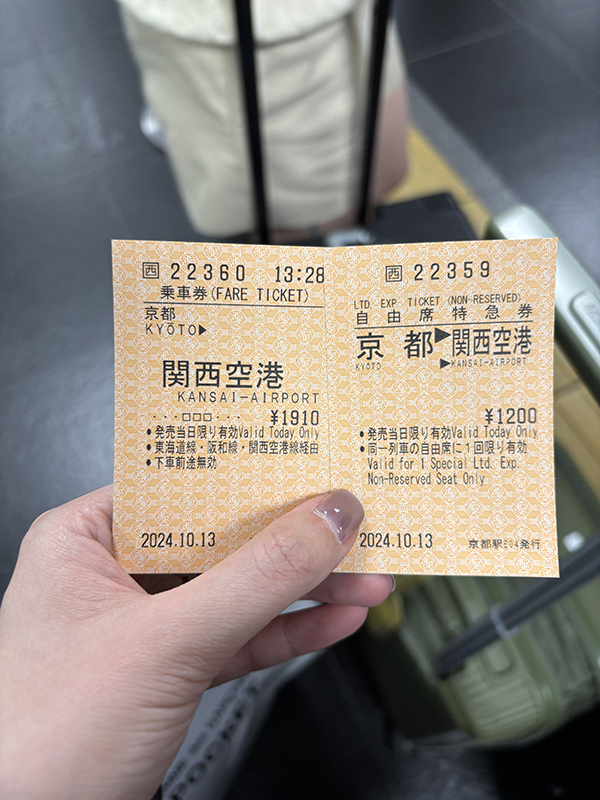 西 22360 13:28
乗車券(FARE TICKET)
京都
KYŌTO▶
関西空港
KANSAI-AIRPORT
・・・□□□・・・ ¥1910
●発売当日限り有効Valid Today Only
●東海道線・阪和線・関西空港線経由
●下車前途無効
2024.10.13
西 22359
LTD EXP TICKET (NON-RESERVED)
自由席特急券
京都▶関西空港
KYOTO ▶KANSAI-AIRPORT
¥1200
●発売当日限り有効Valid Today Only
●同一列車の自由席に1回限り有効
Valid for 1 Special Ltd. Exp.
Non-Reserved Seat Only
2024.10.13 京都駅E04発行